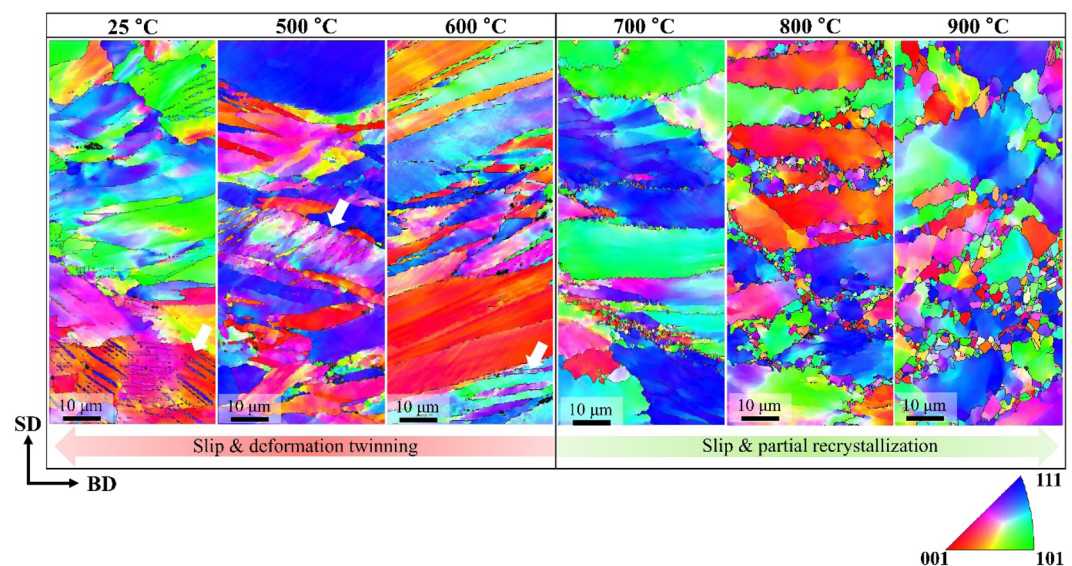 25 ˚C 500 ˚C 600 ˚C 700 ˚C 800 ˚C 900 ˚C
10 μm 10 μm 10 μm 10 μm 10 μm 10 μm
SD
Slip & deformation twinning Slip & partial recrystallization
BD
111
001 101